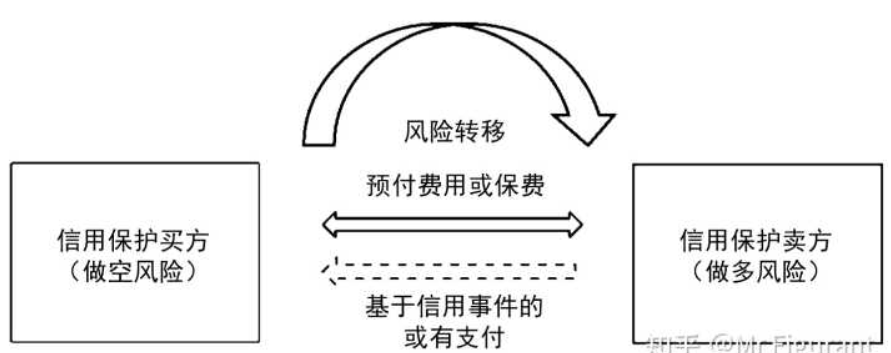 风险转移
预付费用或保费
信用保护买方
（做空风险）
信用保护卖方
（做多风险）
基于信用事件的
或有支付
知乎 @Mr.Figurant